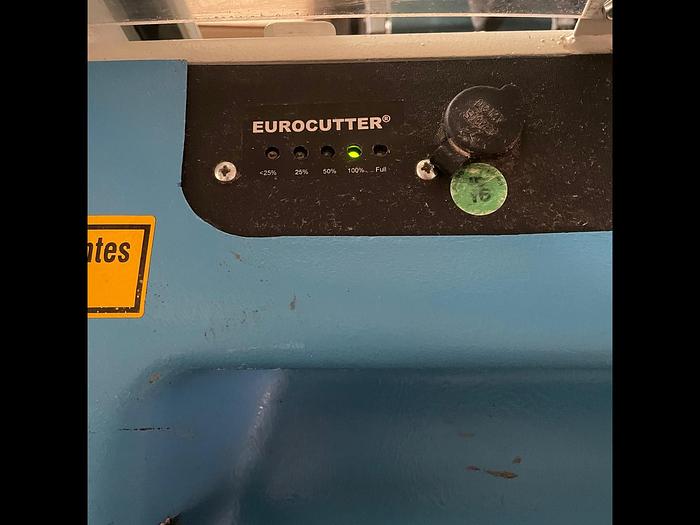 EUROCUTTER®
<25% 25% 50% 100% Full
16
ntes